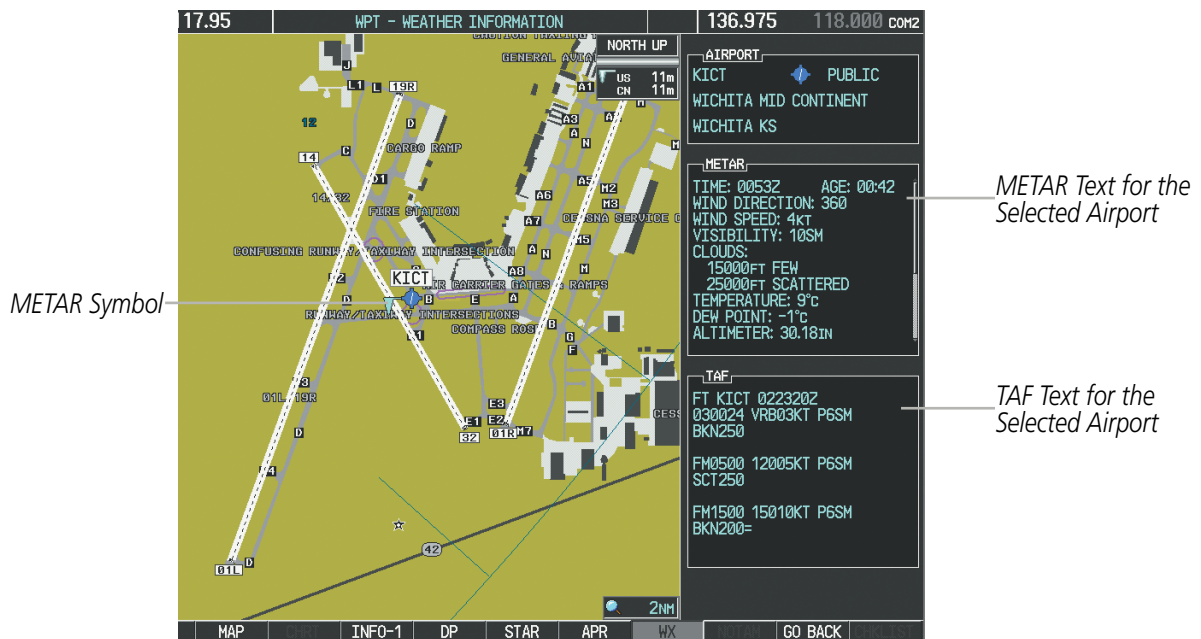 17.95
WPT - WEATHER INFORMATION
136.975
118.000 COM2
NORTH UP
US 11m
CN 11m
GENERAL AVIA
J
L1
L
19R
D
12
CARGO RAMP
14
C
D1
14/32
FIRE STATION
A1
A3
A
A
N
A5
A6
A7
M
M
M2
M3
M5
M
CESSNA SERVICE C
CONFUSING RUNWAY/TAXIWAY INTERSECTION
A
N
A8
KICT
AIR CARRIER GATES & RAMPS
D
B
E
A
RUNWAY/TAXIWAY INTERSECTIONS
COMPASS ROSE
B
G
F
01L/19R
E3
E1
E2
01R
M7
32
CESS
D
42
01L
D
2NM
AIRPORT
KICT
PUBLIC
WICHITA MID CONTINENT
WICHITA KS
METAR
TIME: 0053Z AGE: 00:42
WIND DIRECTION: 360
WIND SPEED: 4KT
VISIBILITY: 10SM
CLOUDS:
15000FT FEW
25000FT SCATTERED
TEMPERATURE: 9°C
DEW POINT: -1°C
ALTIMETER: 30.18IN
TAF
FT KICT 022320Z
030024 VRB03KT P6SM
BKN250
FM0500 12005KT P6SM
SCT250
FM1500 15010KT P6SM
BKN200=
MAP
CHRT
INFO-1
DP
STAR
APR
WX
NOTAM
GO BACK
CHKLIST
METAR Symbol
METAR Text for the
Selected Airport
TAF Text for the
Selected Airport